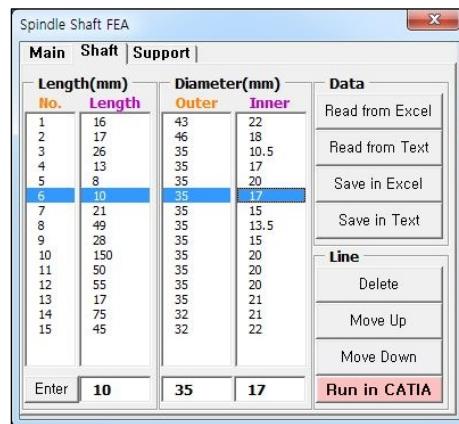 Spindle Shaft FEA
Main Shaft Support
Length(mm) Diameter(mm) Data
No. Length Outer Inner
1 16 43 22
2 17 46 18
3 26 35 10.5
4 13 35 17
5 8 35 20
6 10 35 17
7 21 35 15
8 49 35 13.5
9 28 35 15
10 150 35 20
11 50 35 20
12 55 35 20
13 17 35 21
14 75 32 21
15 45 32 22
Enter 10 35 17
Read from Excel
Read from Text
Save in Excel
Save in Text
Line
Delete
Move Up
Move Down
Run in CATIA